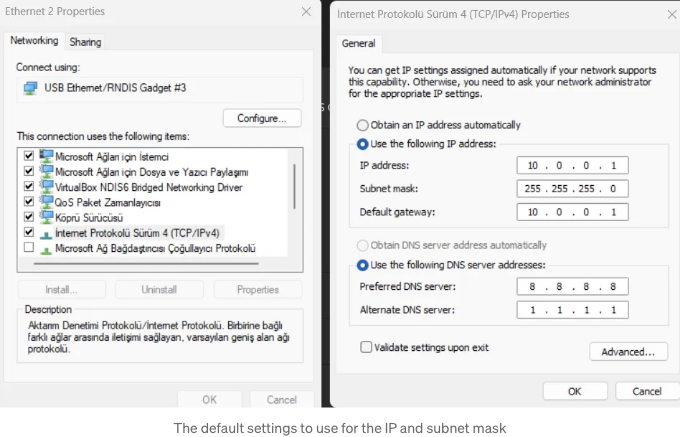 Ethernet 2 Properties
Networking
Sharing
Connect using:
USB Ethernet/RNDIS Gadget #3
Configure...
This connection uses the following items:
Microsoft Ağları için İstemci
Microsoft Ağları için Dosya ve Yazıcı Paylaşımı
VirtualBox NDIS6 Bridged Networking Driver
QoS Paket Zamanlayıcısı
Köprü Sürücüsü
İnternet Protokolü Sürüm 4 (TCP/IPv4)
Microsoft Ağ Bağdaştırıcısı Çoğullayıcı Protokolü
Install...
Uninstall
Properties
Description
Aktarım Denetimi Protokolü/İnternet Protokolü. Birbirine bağlı
farklı ağlar arasında iletişimi sağlayan, varsayılan geniş alan ağı
protokolü.
OK
Cancel
İnternet Protokolü Sürüm 4 (TCP/IPv4) Properties
General
You can get IP settings assigned automatically if your network supports
this capability. Otherwise, you need to ask your network administrator
for the appropriate IP settings.
Obtain an IP address automatically
Use the following IP address:
IP address: 10 . 0 . 0 . 1
Subnet mask: 255 . 255 . 255 . 0
Default gateway: 10 . 0 . 0 . 1
Obtain DNS server address automatically
Use the following DNS server addresses:
Preferred DNS server: 8 . 8 . 8 . 8
Alternate DNS server: 1 . 1 . 1 . 1
Validate settings upon exit
Advanced...
OK
Cancel
The default settings to use for the IP and subnet mask